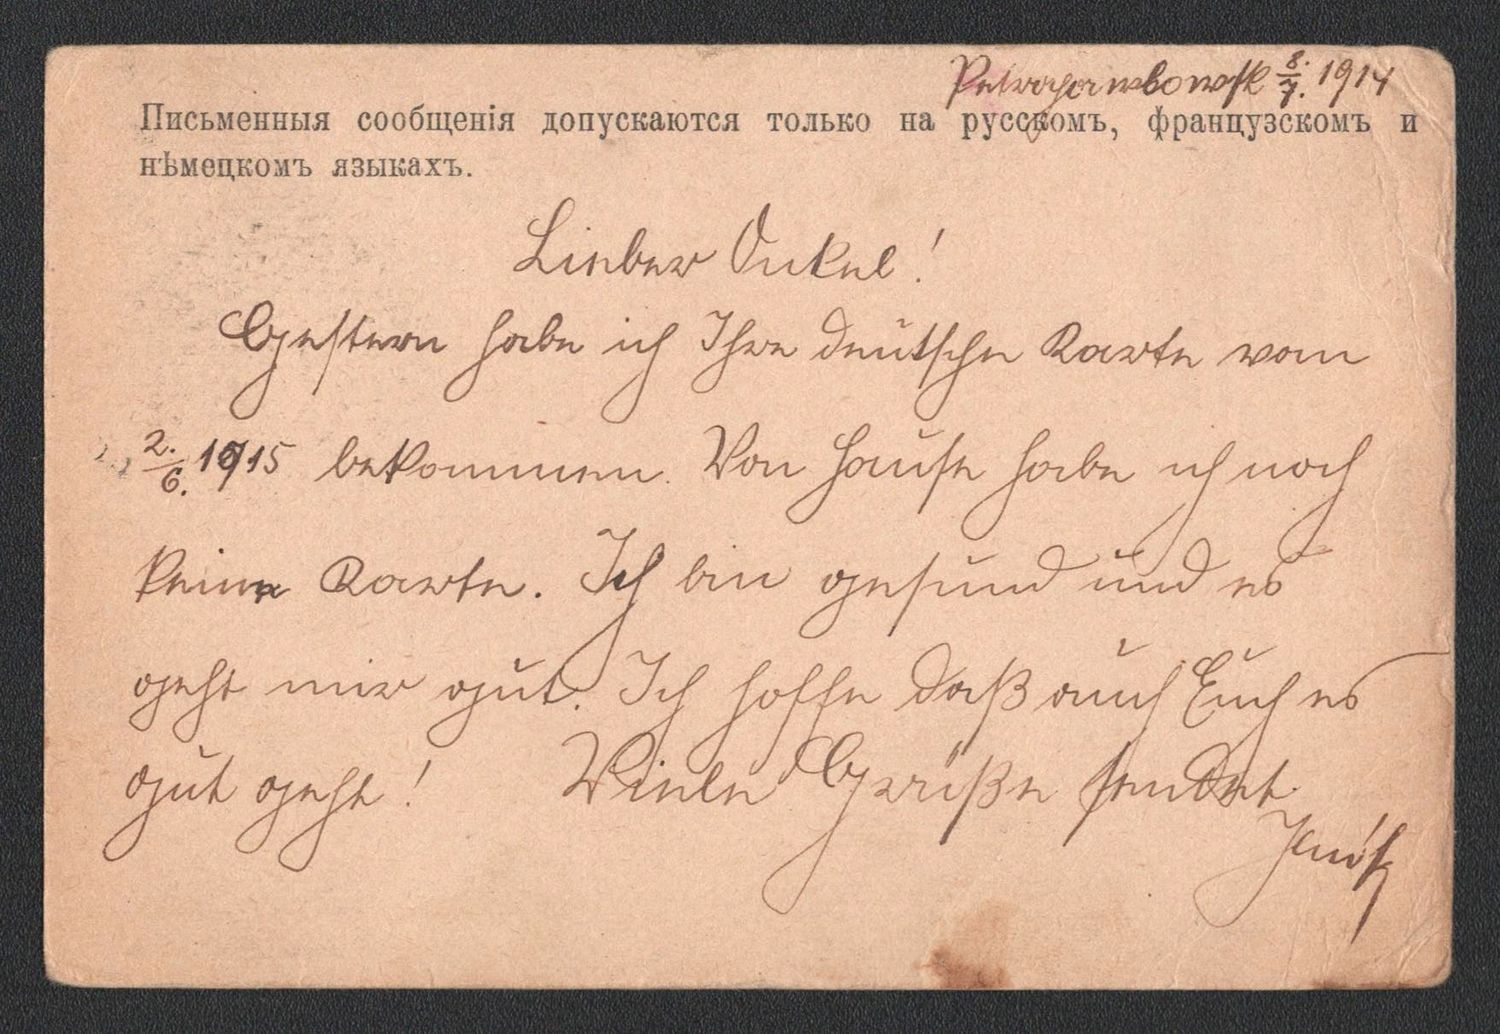 8./7. 1914
Письменныя сообщенія допускаются только на русскомъ, французскомъ и
нѣмецкомъ языкахъ.
Lieber Onkel!
Gestern habe ich Ihre deutsche Karte vom
2./6. 1915 bekommen. Von Hause habe ich noch
keine Karte. Ich bin gesund und es
geht mir gut. Ich hoffe daß auch Euch es
gut geht! Viele Grüße sendet